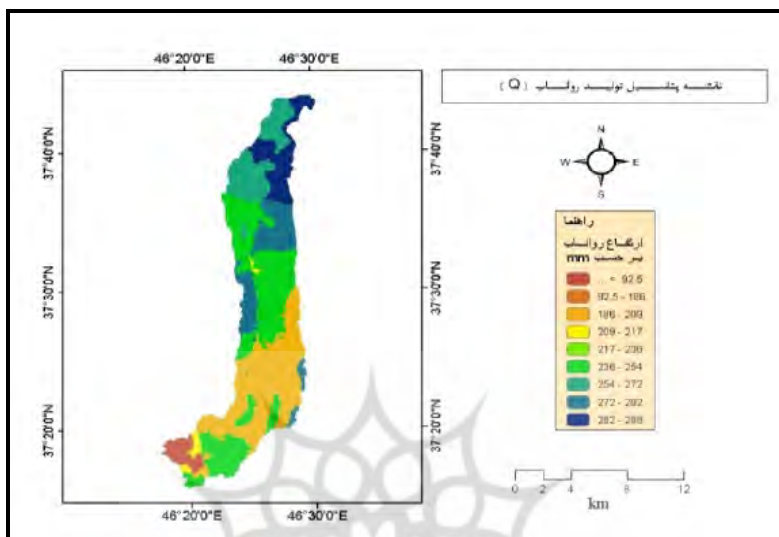 46°20'0"E 46°30'0"E
نقشه پتانسیل تولید رواناب ( Q )
37°40'0"N 37°40'0"N
N
W E
S
راهنما
ارتفاع رواناب
بر حسب mm
37°30'0"N 37°30'0"N
92.5
92.5 - 186
186 - 209
209 - 217
236 - 254
254 - 272
272 - 282
282 - 288
37°20'0"N 37°20'0"N
0 2 4 8 12
km
46°20'0"E 46°30'0"E